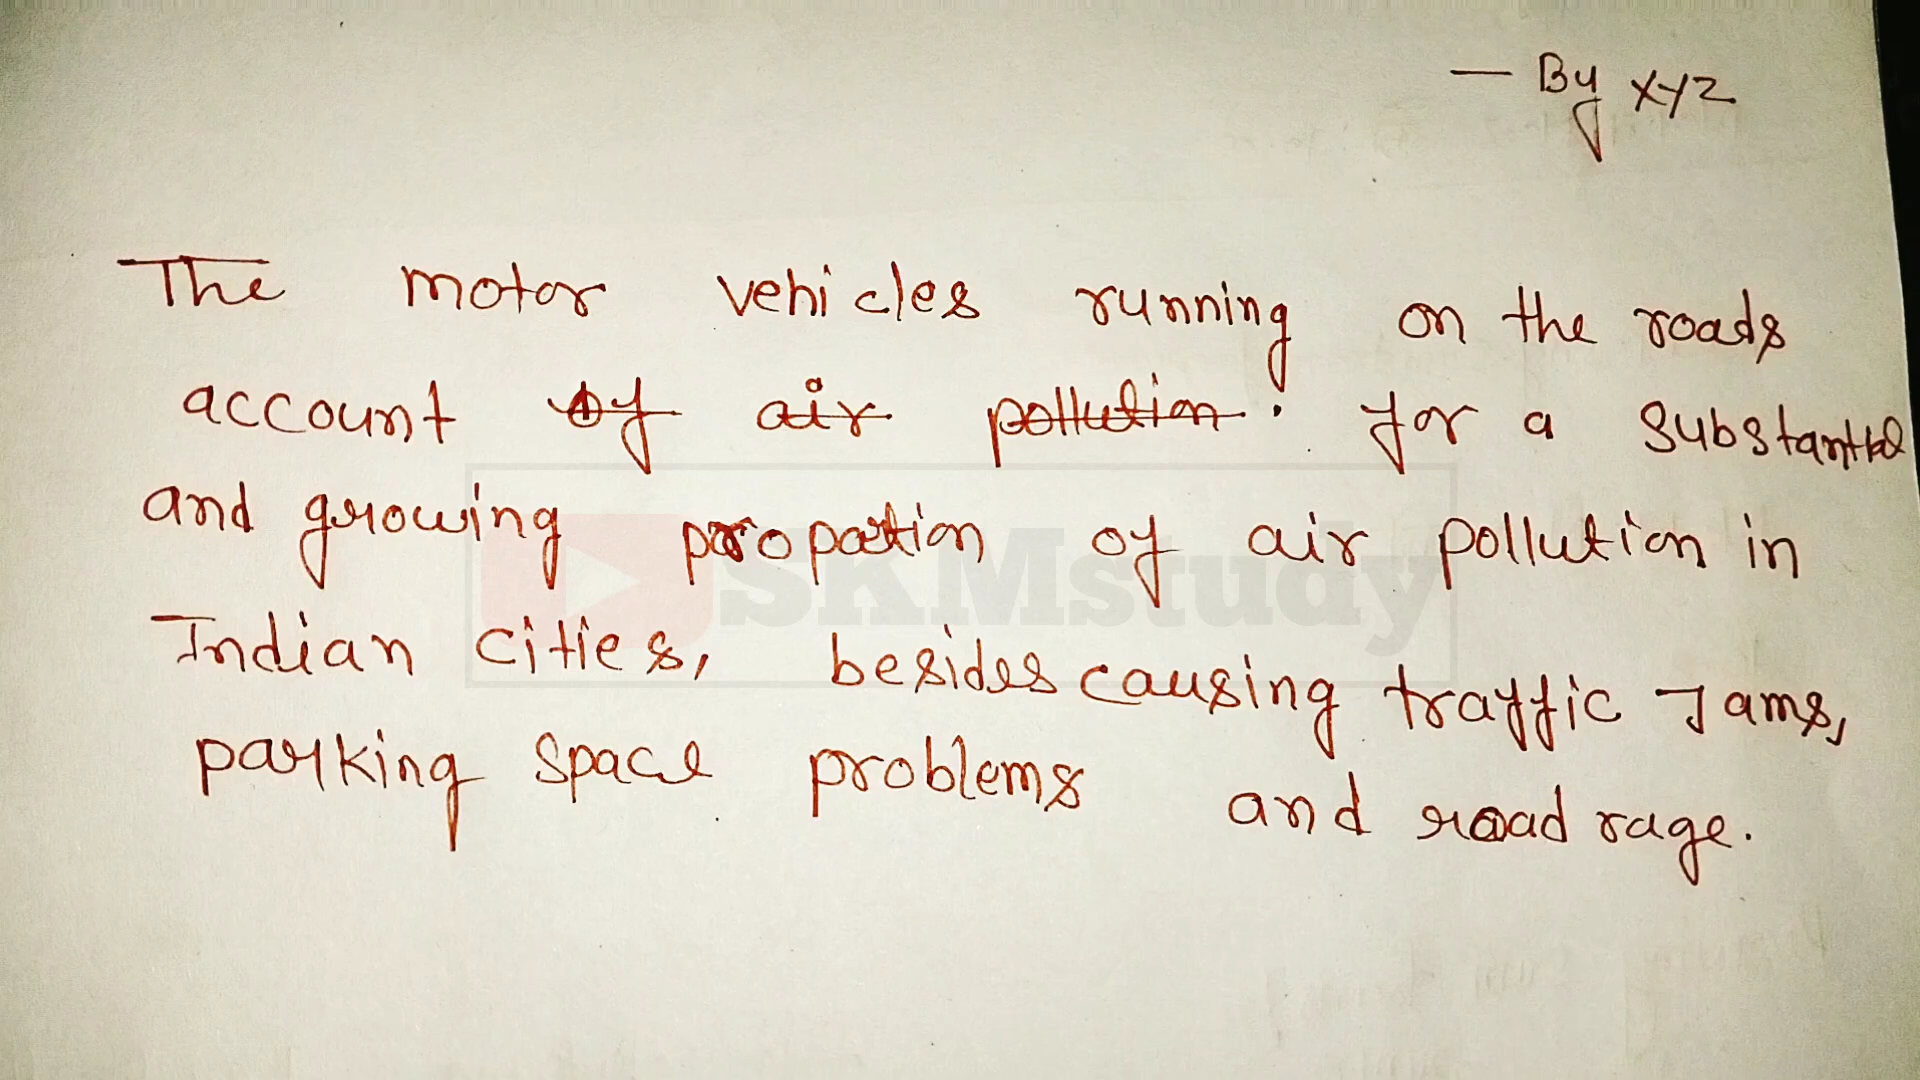 — By XYZ
The motor vehicles running on the roads
account of air pollution. for a substantial
and growing proportion of air pollution in
SKMstudy
Indian cities, besides causing traffic Jams,
parking space problems and road rage.